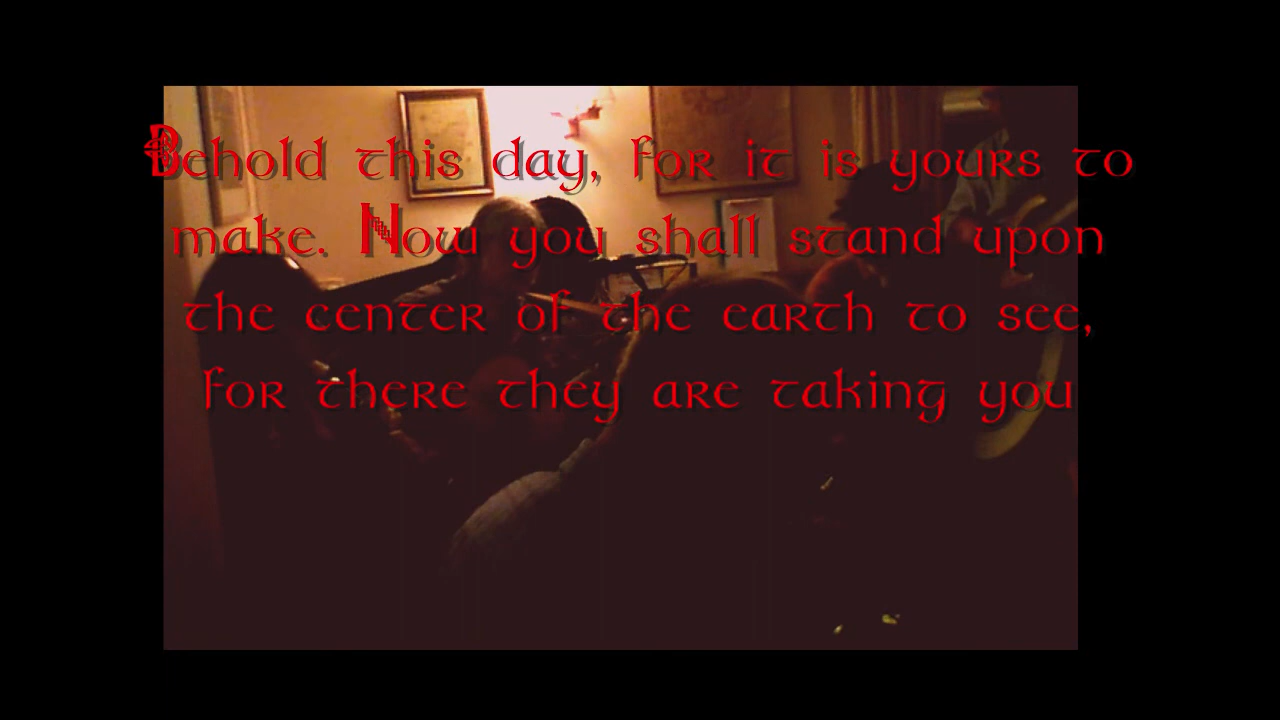 Behold this day, for it is yours to
make. Now you shall stand upon
the center of the earth to see,
for there they are taking you